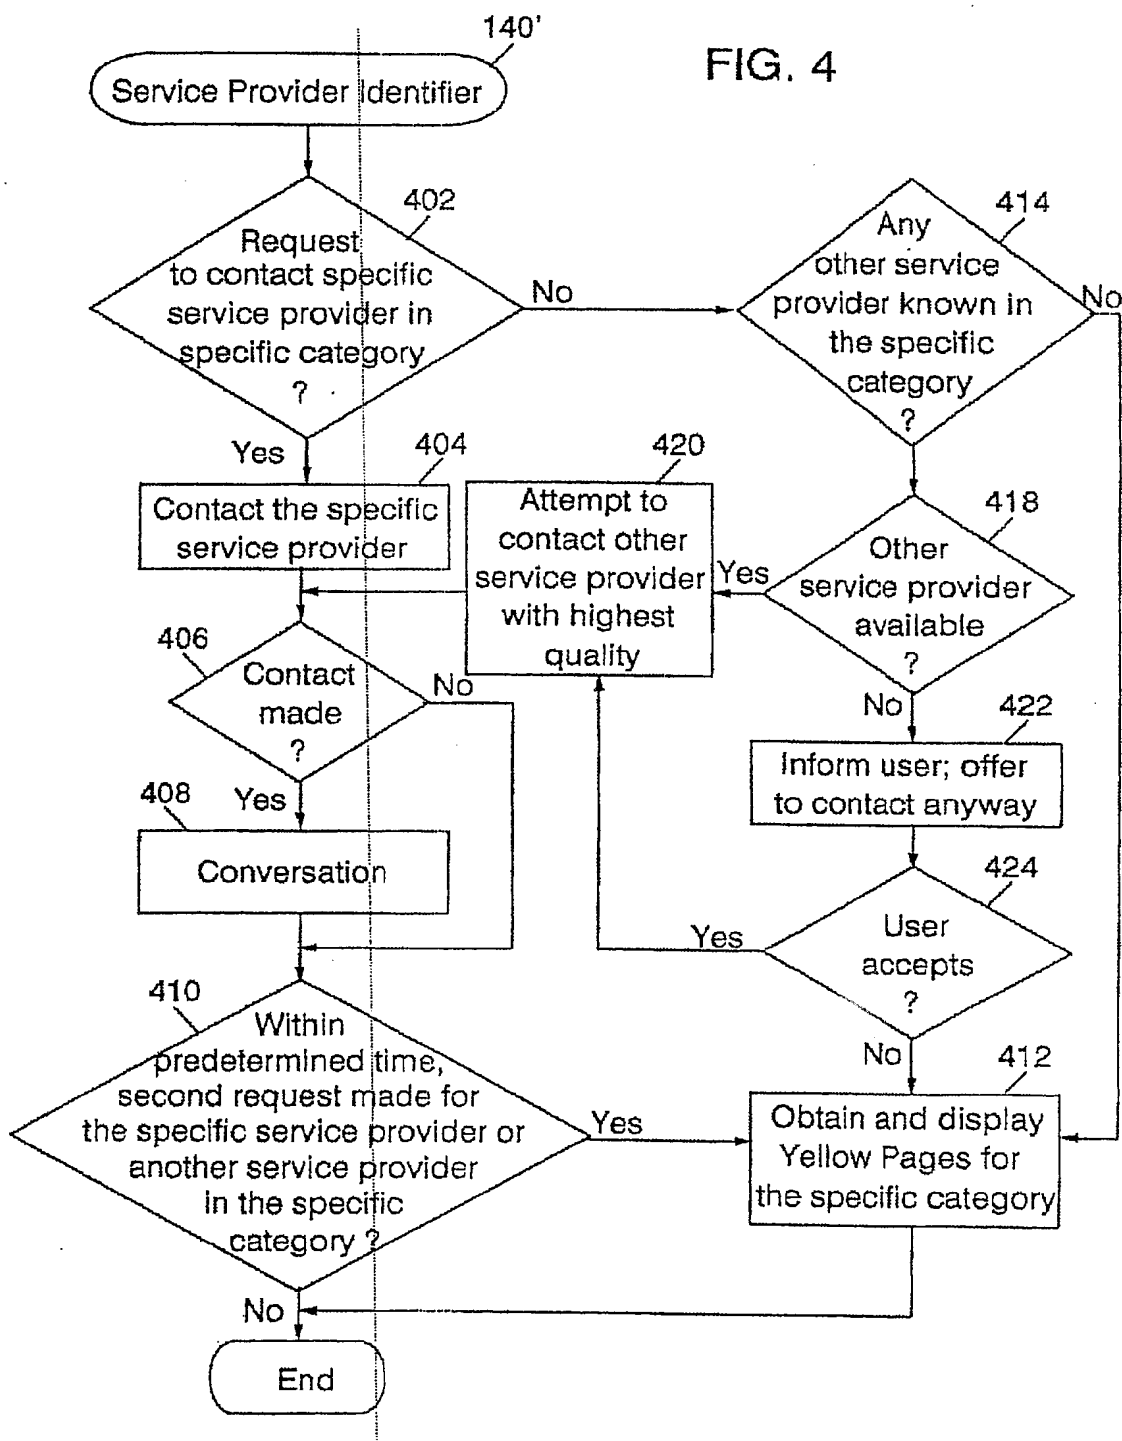 140'
FIG. 4
Service Provider Identifier
402
Request
to contact specific
service provider in
specific category
?
No
Yes
414
Any
other service
provider known in
the specific
category
?
No
404
Contact the specific
service provider
420
Attempt to
contact other
service provider
with highest
quality
Yes
418
Other
service provider
available
?
No
406
Contact
made
?
No
Yes
422
Inform user; offer
to contact anyway
408
Conversation
424
User
accepts
?
Yes
No
410
Within
predetermined time,
second request made for
the specific service provider or
another service provider
in the specific
category ?
Yes
No
412
Obtain and display
Yellow Pages for
the specific category
End